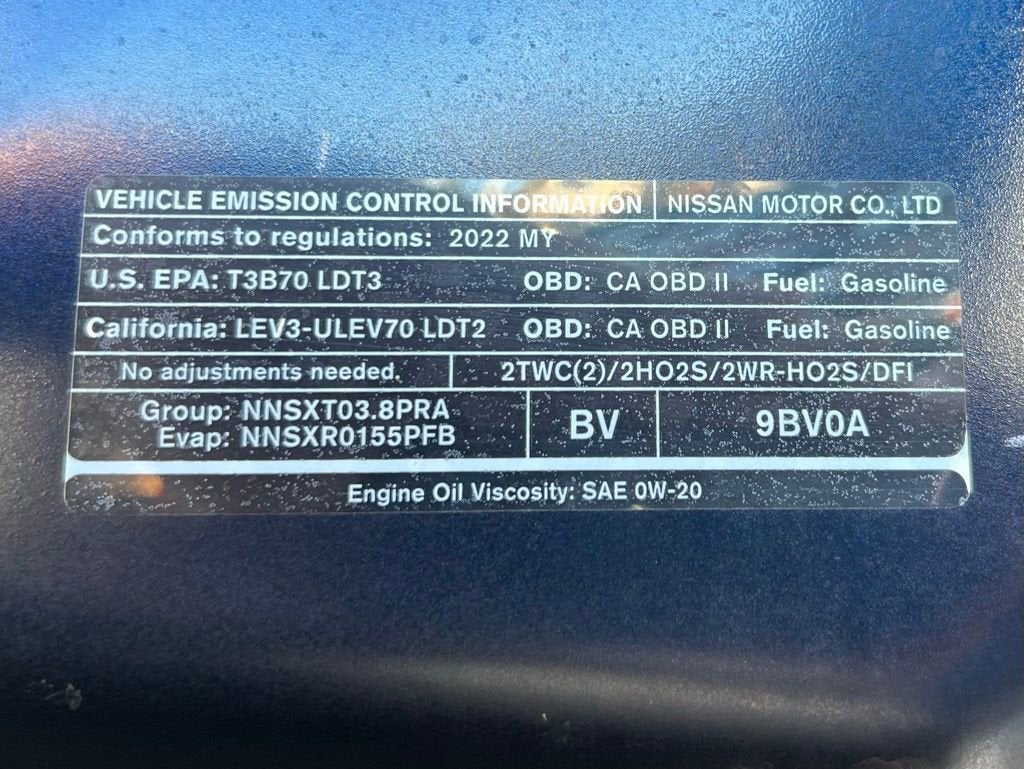 VEHICLE EMISSION CONTROL INFORMATION NISSAN MOTOR CO., LTD
Conforms to regulations: 2022 MY
U.S. EPA: T3B70 LDT3 OBD: CA OBD II Fuel: Gasoline
California: LEV3-ULEV70 LDT2 OBD: CA OBD II Fuel: Gasoline
No adjustments needed. 2TWC(2)/2HO2S/2WR-HO2S/DFI
Group: NNSXT03.8PRA
Evap: NNSXR0155PFB
BV 9BV0A
Engine Oil Viscosity: SAE 0W-20